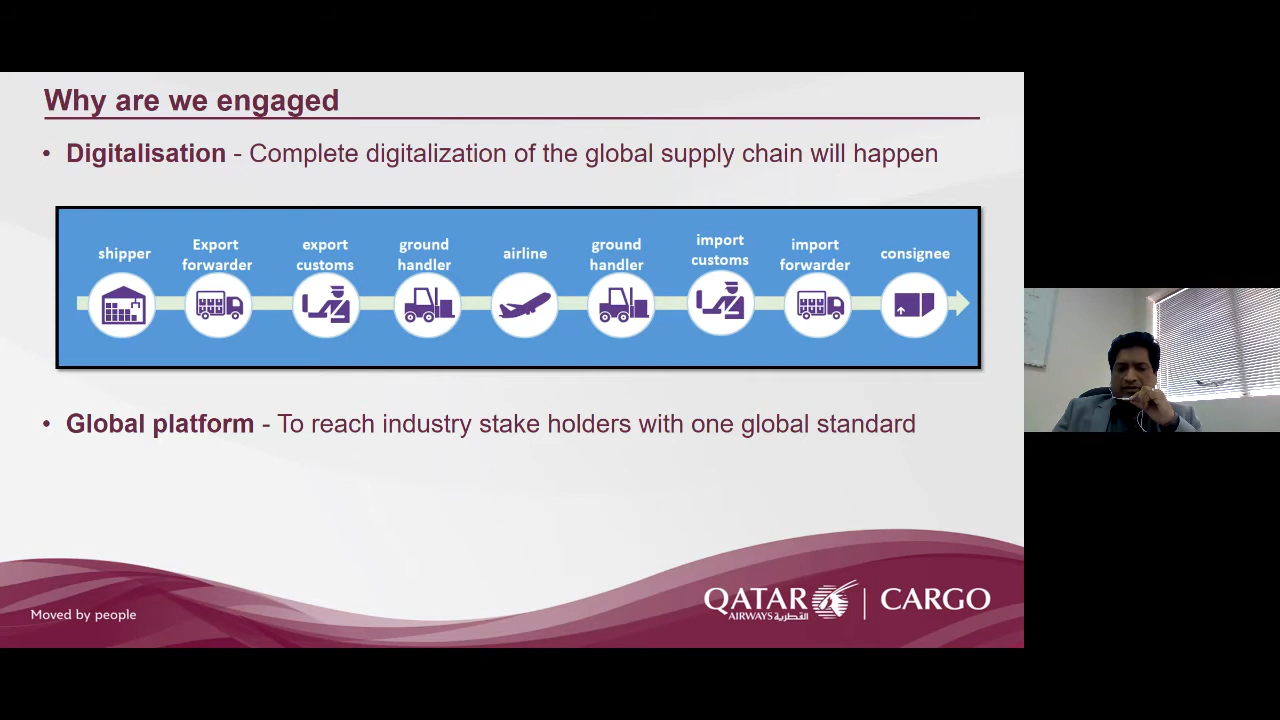 Why are we engaged
• Digitalisation - Complete digitalization of the global supply chain will happen
shipper
Export
forwarder
export
customs
ground
handler
airline
ground
handler
import
customs
import
forwarder
consignee
• Global platform - To reach industry stake holders with one global standard
Moved by people
QATAR
AIRWAYS القطرية
CARGO